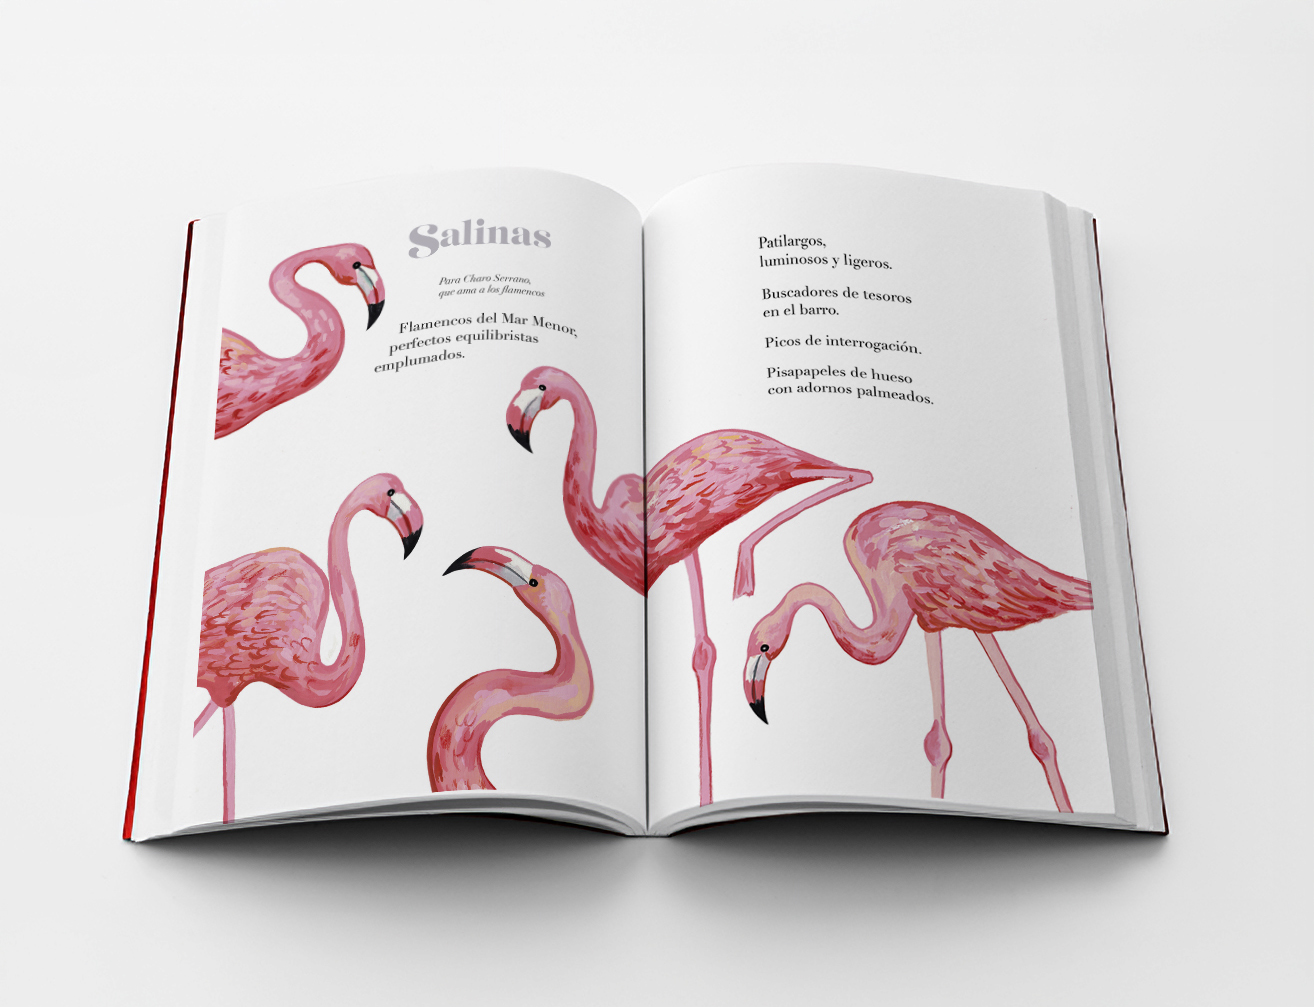 Salinas
Para Charo Serrano,
que ama a los flamencos
Flamencos del Mar Menor,
perfectos equilibristas
emplumados.
Patilargos,
luminosos y ligeros.
Buscadores de tesoros
en el barro.
Picos de interrogación.
Pisapapeles de hueso
con adornos palmeados.